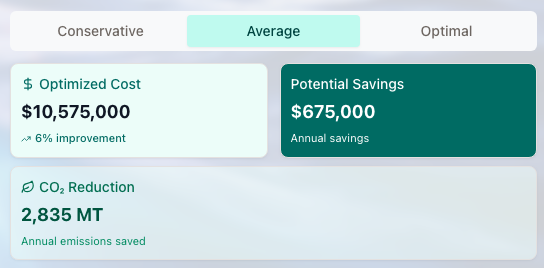 Conservative Average Optimal
$ Optimized Cost
$10,575,000
6% improvement
Potential Savings
$675,000
Annual savings
CO₂ Reduction
2,835 MT
Annual emissions saved